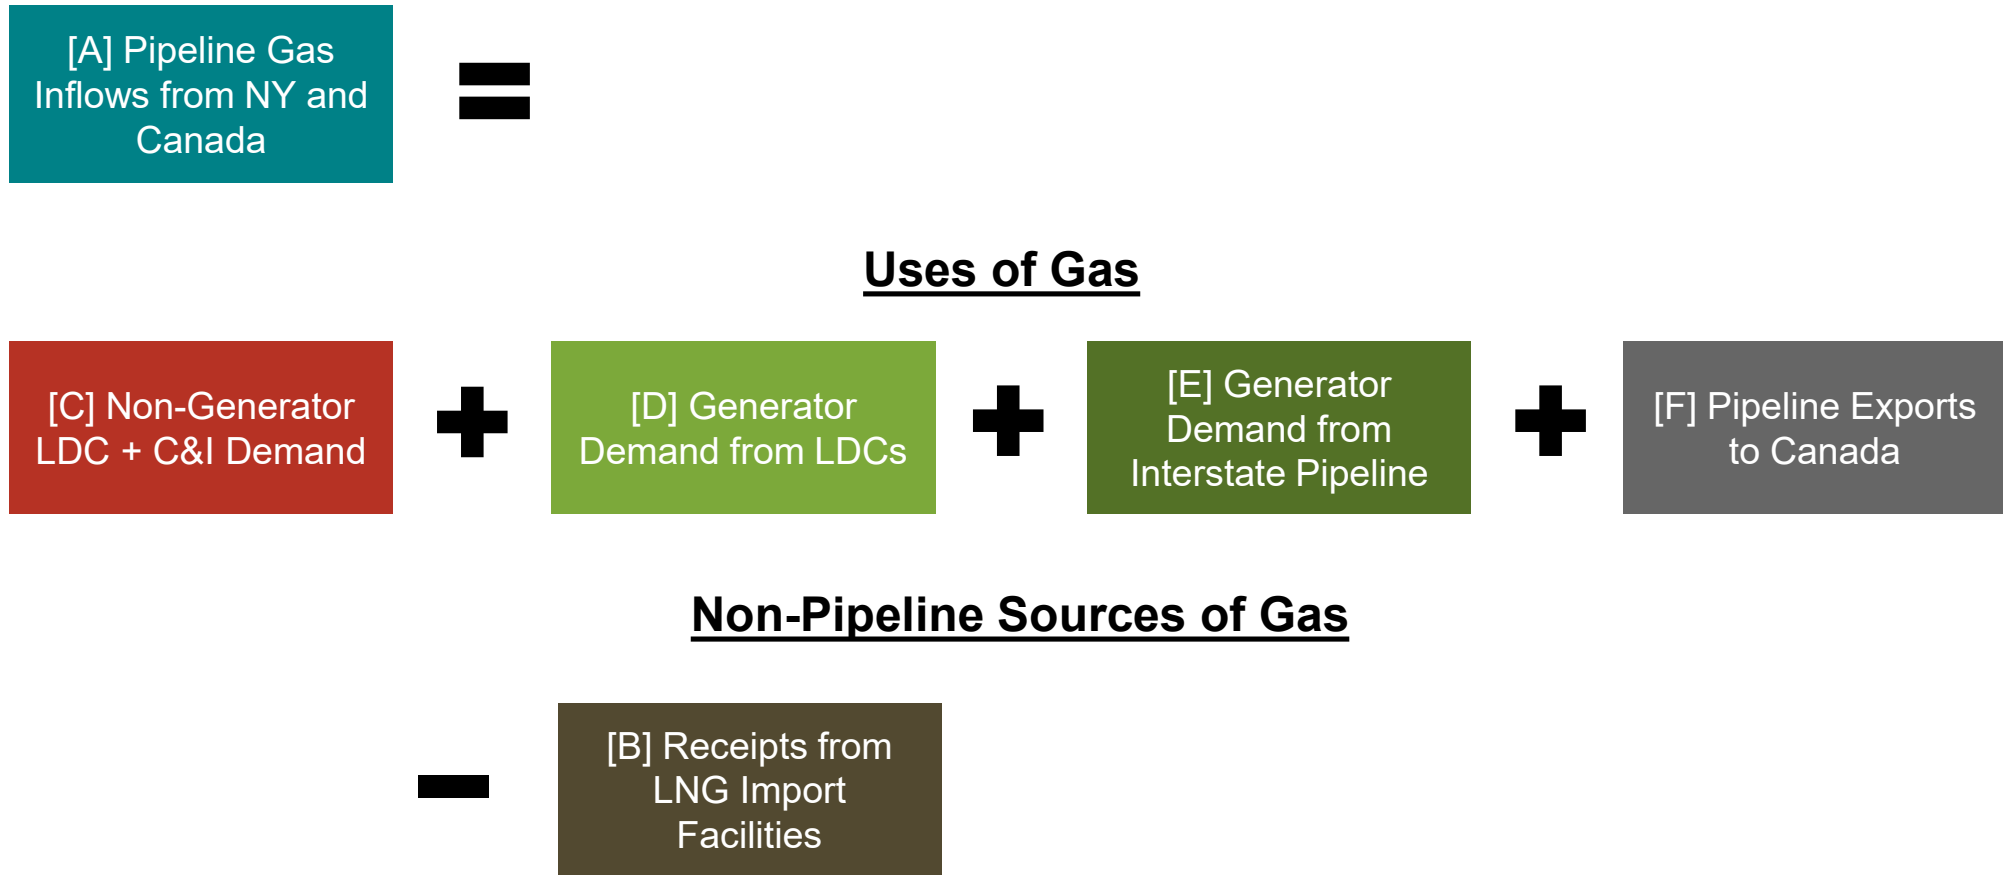 [A] Pipeline Gas
Inflows from NY and
Canada
=
Uses of Gas
[C] Non-Generator
LDC + C&I Demand
+
[D] Generator
Demand from LDCs
+
[E] Generator
Demand from
Interstate Pipeline
+
[F] Pipeline Exports
to Canada
Non-Pipeline Sources of Gas
-
[B] Receipts from
LNG Import
Facilities